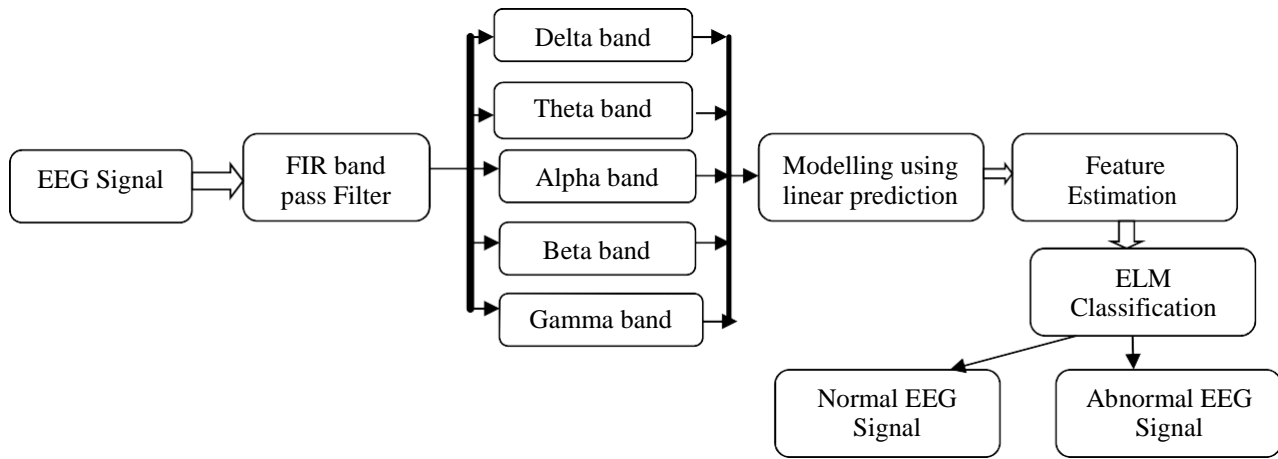 EEG Signal
FIR band
pass Filter
Delta band
Theta band
Alpha band
Beta band
Gamma band
Modelling using
linear prediction
Feature
Estimation
ELM
Classification
Normal EEG
Signal
Abnormal EEG
Signal